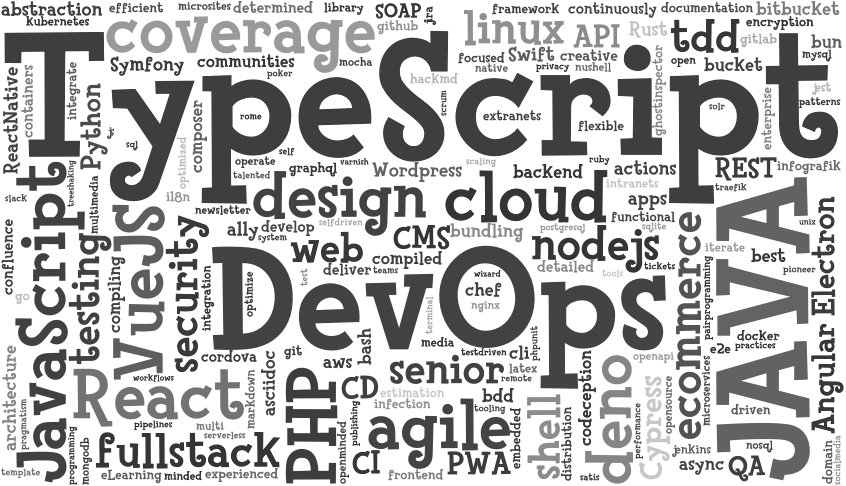 abstraction
efficient
microsites
determined
library
SOAP
jra
framework
continuously
documentation
bitbucket
kubernetes
coverage
github
linux
API
Rust
tdd
encryption
gitlab
bun
mysql
Symfony
communities
mocha
focused
Swift
creative
open
bucket
TypeScript
poker
hackmd
native
privacy
nushell
jest
ReactNative
containers
integrate
Python
composer
rome
scrum
extranets
flexible
ghostinspector
solr
enterprise
patterns
sql
optimized
operate
self
talented
graphql
varnish
Wordpress
scaling
backend
ruby
actions
REST
infografik
intranets
traefik
treeshaking
multimedia
i18n
slack
newsletter
design
cloud
apps
functional
sqlite
JavaScript
testing
VueJS
security
ally
develop
system
selfdriven
CMS
bundling
postgresql
nodejs
unix
confluence
go
compiling
integration
web
compiled
deliver
teams
detailed
tools
tickets
ecommerce
iterate
best
pioneer
JAVA
Angular
Electron
DevOps
optimize
test
wizard
chef
nginx
terminal
pairprogramming
docker
practices
architecture
pragmatism
cordova
git
aws
bash
media
testdriven
cli
phpunit
openapi
e2e
microservices
React
workflows
markdown
asciidoc
PHP
CD
senior
latex
remote
codeception
deno
Cypress
opensource
performance
driven
pipelines
multi
serverless
publishing
estimation
infection
bdd
tooling
embedded
shell
distribution
fullstack
programming
mongodb
openminded
agile
template
eLearning
minded
experienced
CI
frontend
PWA
satis
jenkins
async
QA
nosql
domain
socialmedia